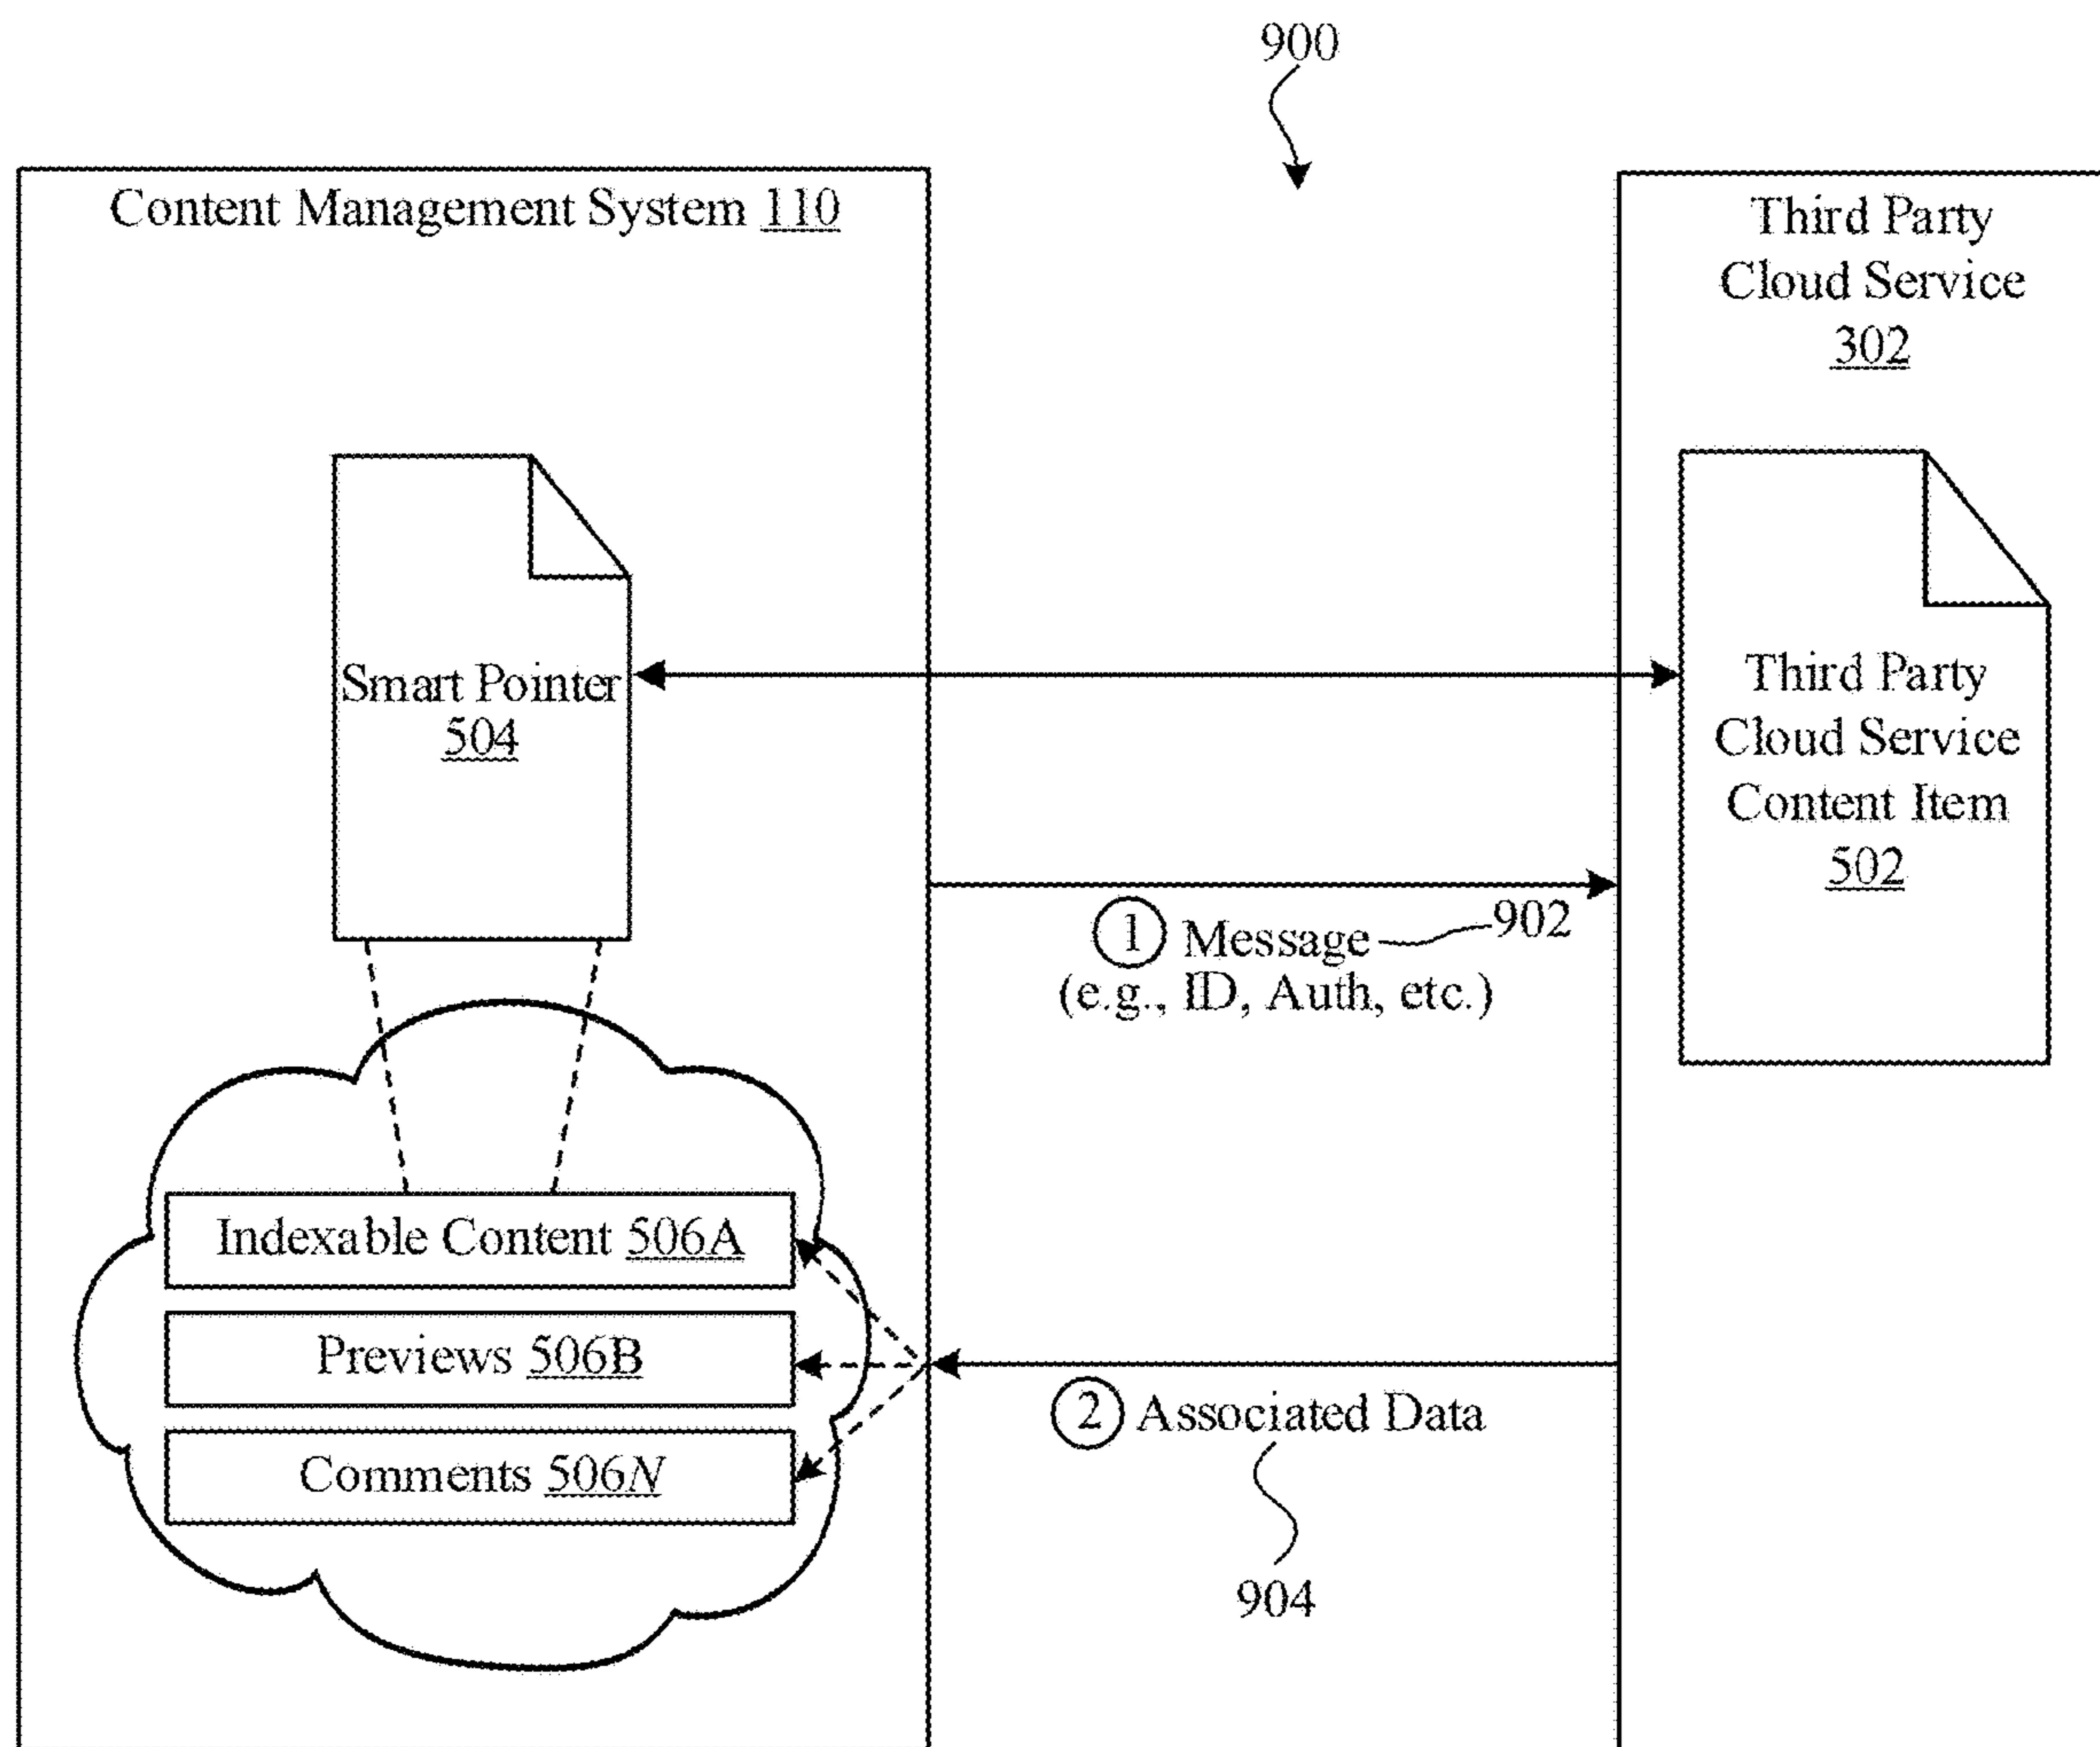 900
Content Management System 110
Third Party
Cloud Service
302
Smart Pointer
504
Third Party
Cloud Service
Content Item
502
1 Message 902
(e.g., ID, Auth, etc.)
Indexable Content 506A
Previews 506B
Comments 506N
2 Associated Data
904